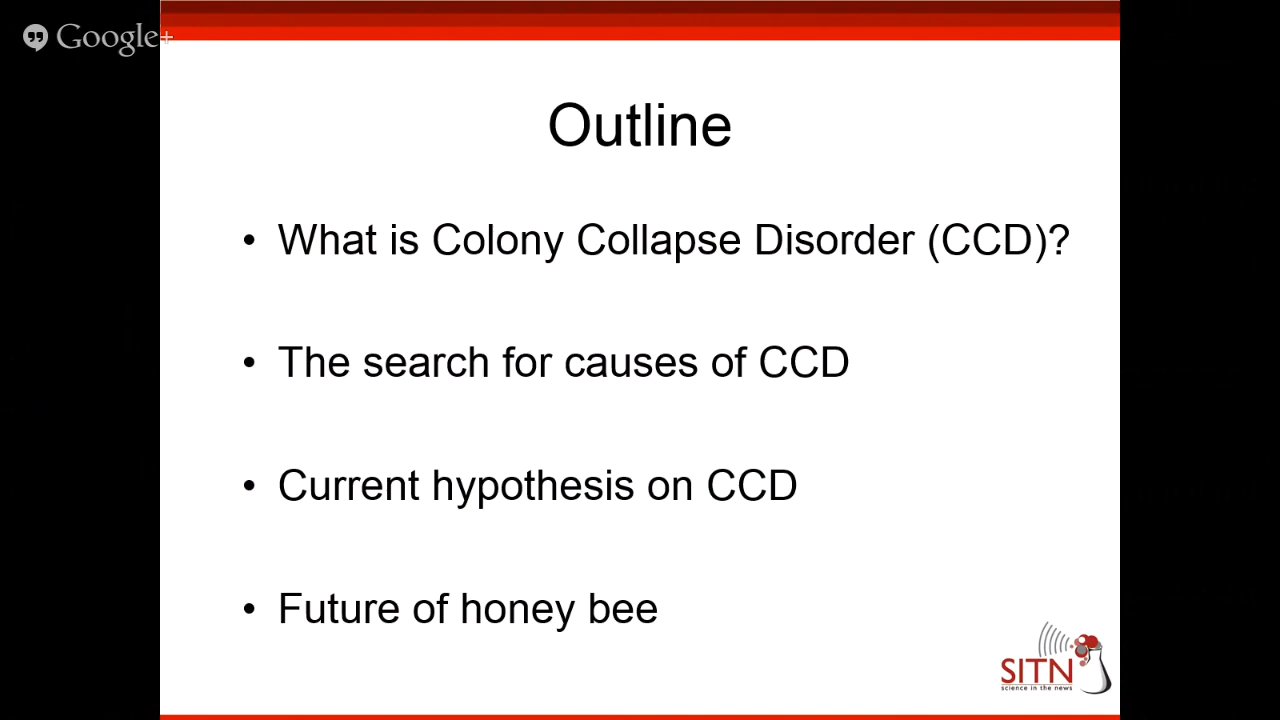 Google+
Outline
• What is Colony Collapse Disorder (CCD)?
• The search for causes of CCD
• Current hypothesis on CCD
• Future of honey bee
SITN
science in the news